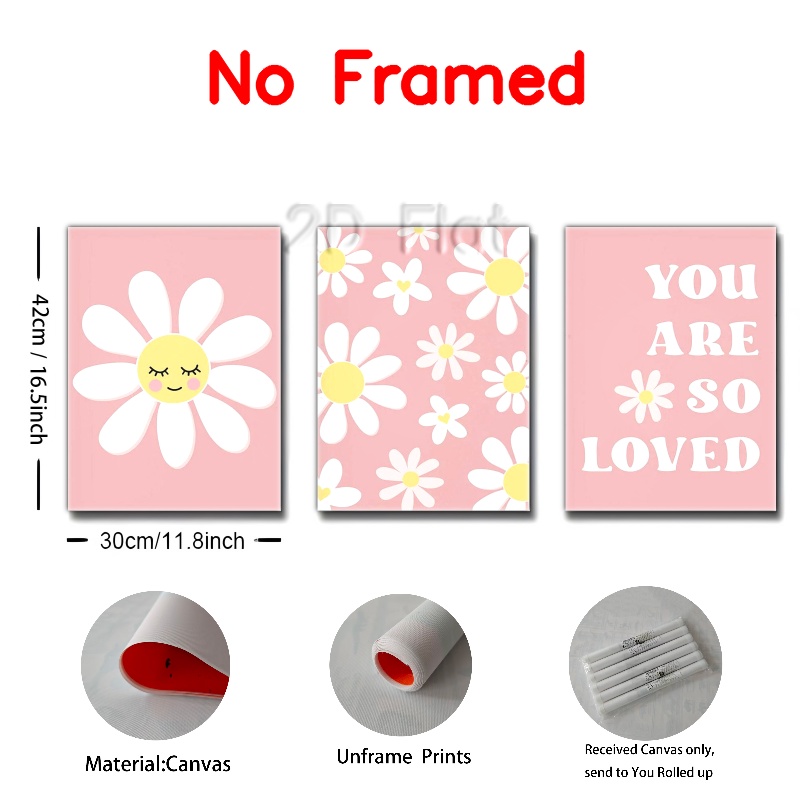 No Framed
2D Flat
42cm / 16.5inch
YOU
ARE
SO
LOVED
30cm/11.8inch
Material:Canvas
Unframe Prints
Received Canvas only,
send to You Rolled up